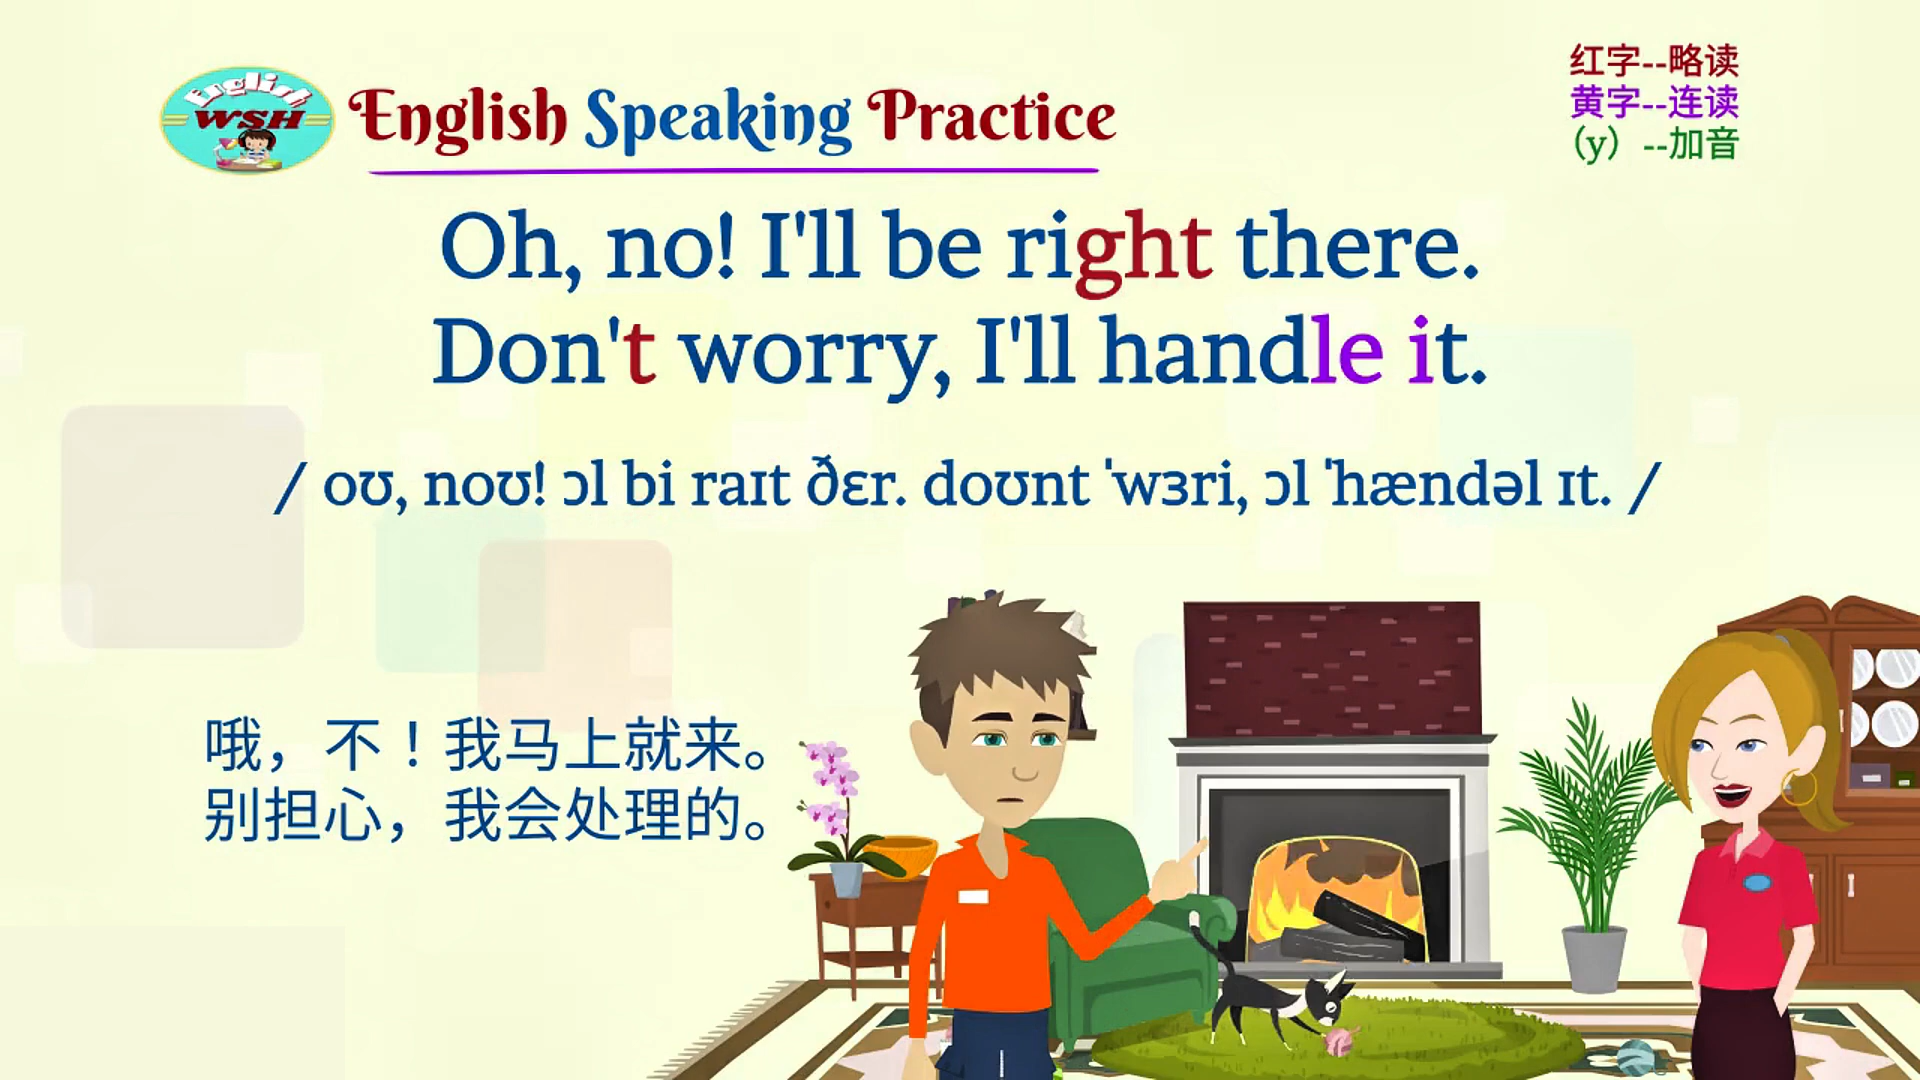 English
WSH
English Speaking Practice
红字--略读
黄字--连读
（y）--加音
Oh, no! I'll be right there.
Don't worry, I'll handle it.
/ oʊ, noʊ! ɔl bi raɪt ðɛr. doʊnt ˈwɜri, ɔl ˈhændəl ɪt. /
哦，不！我马上就来。
别担心，我会处理的。